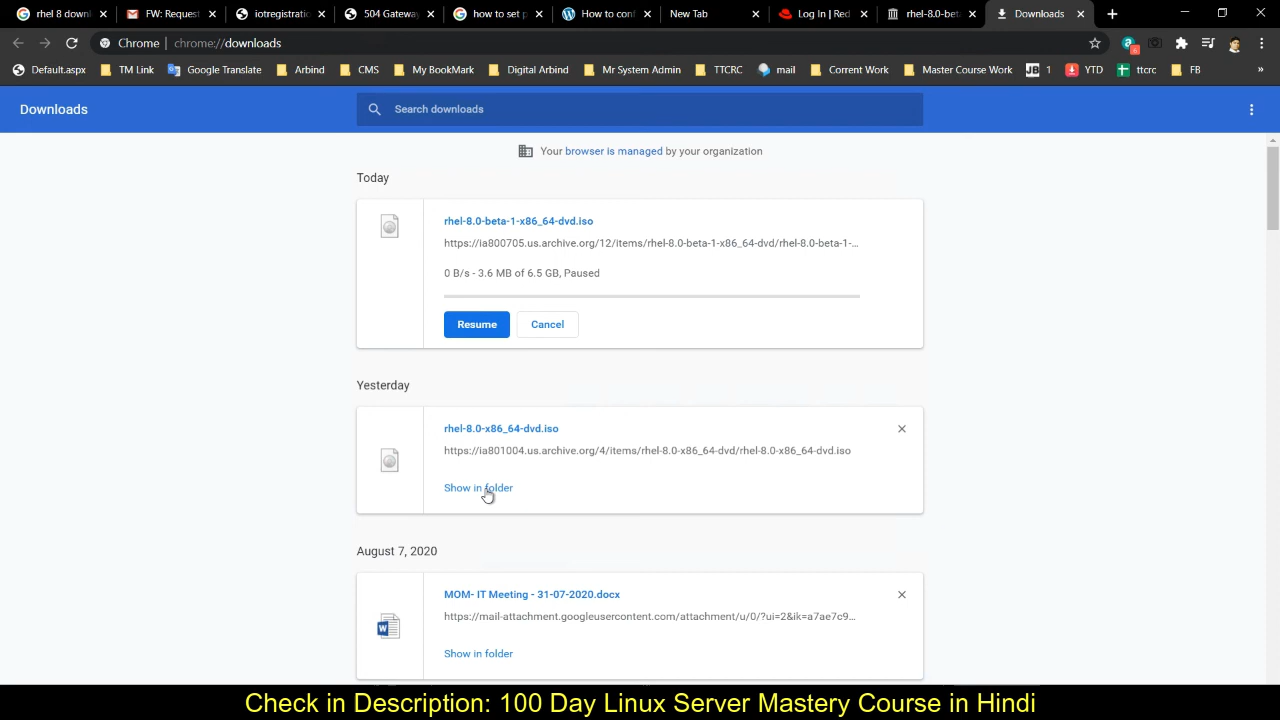 rhel 8 downl
FW: Request
iotregistratio
504 Gateway
how to set p
How to conf
New Tab
Log In | Red
rhel-8.0-beta
Downloads
Chrome | chrome://downloads
Default.aspx TM Link Google Translate Arbind CMS My BookMark Digital Arbind Mr System Admin TTCRC mail Corrent Work Master Course Work JB 1 YTD ttcrc FB »
Downloads
Search downloads
Your browser is managed by your organization
Today
rhel-8.0-beta-1-x86_64-dvd.iso
https://ia800705.us.archive.org/12/items/rhel-8.0-beta-1-x86_64-dvd/rhel-8.0-beta-1-...
0 B/s - 3.6 MB of 6.5 GB, Paused
Resume Cancel
Yesterday
rhel-8.0-x86_64-dvd.iso
https://ia801004.us.archive.org/4/items/rhel-8.0-x86_64-dvd/rhel-8.0-x86_64-dvd.iso
Show in folder
August 7, 2020
MOM- IT Meeting - 31-07-2020.docx
https://mail-attachment.googleusercontent.com/attachment/u/0/?ui=2&ik=a7ae7c9...
Show in folder
Check in Description: 100 Day Linux Server Mastery Course in Hindi